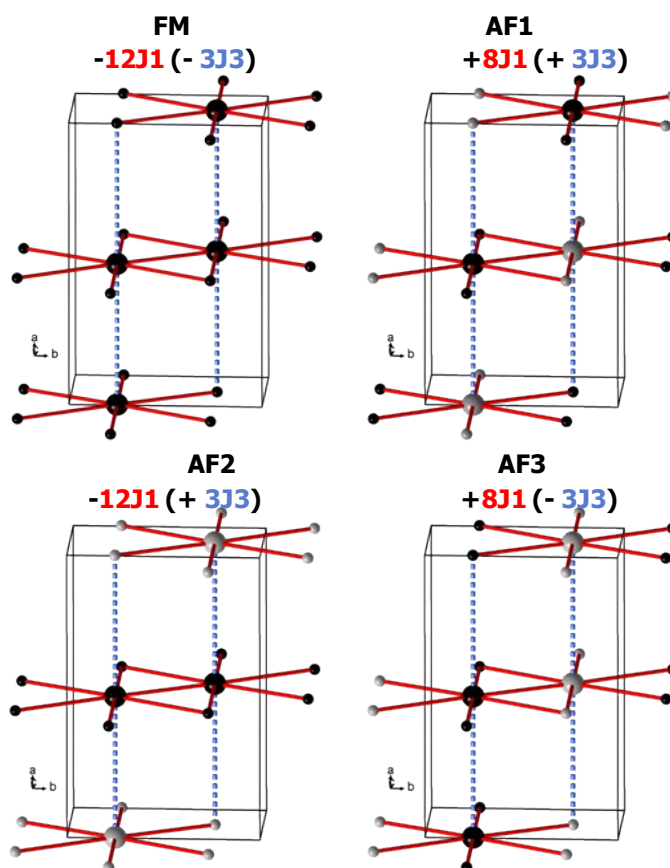 FM
-12J1 (- 3J3)
AF1
+8J1 (+ 3J3)
a
b
a
b
AF2
-12J1 (+ 3J3)
AF3
+8J1 (- 3J3)
a
b
a
b